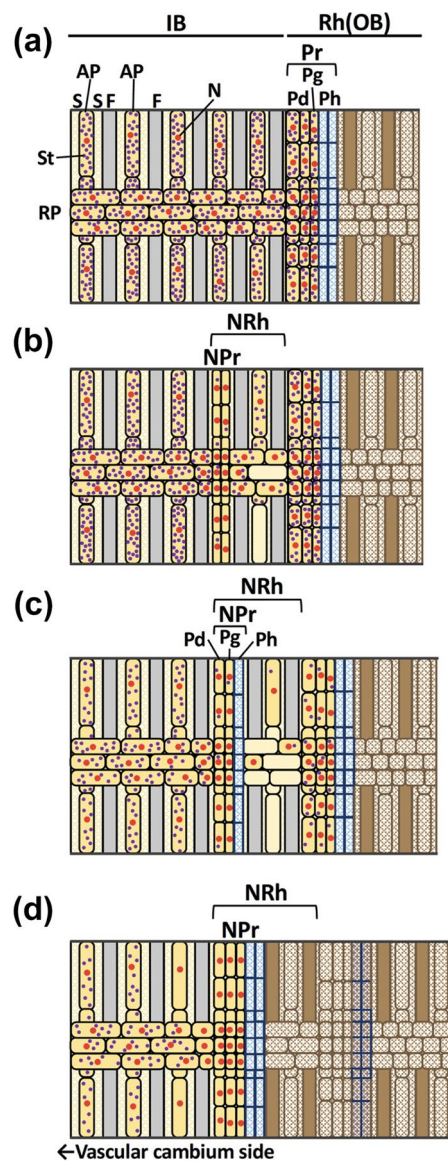 (a) IB Rh(OB)
Pr
AP AP Pg
S S F F N Pd Ph
St
RP
(b) NRh
NPr
(c) NRh
NPr
Pd Pg Ph
(d) NRh
NPr
←Vascular cambium side